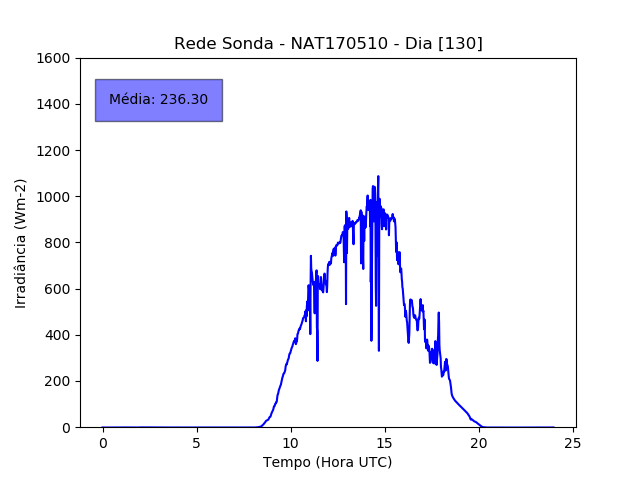 Rede Sonda - NAT170510 - Dia [130]
1600
1400
1200
1000
800
600
400
200
0
Média: 236.30
Irradiância (Wm-2)
0 5 10 15 20 25
Tempo (Hora UTC)